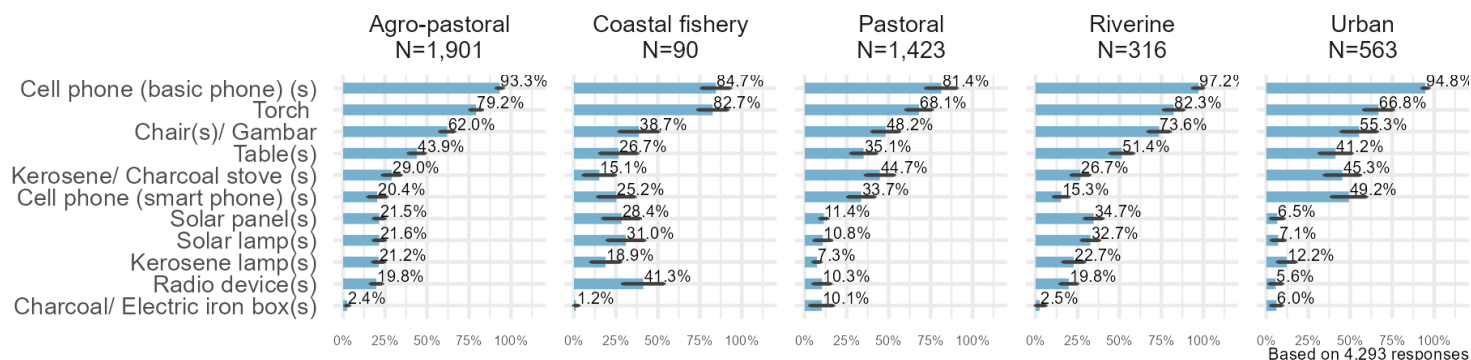 Agro-pastoral Coastal fishery Pastoral Riverine Urban
N=1,901 N=90 N=1,423 N=316 N=563
Cell phone (basic phone) (s) 93.3% 84.7% 81.4% 97.2% 94.8%
Torch 79.2% 82.7% 68.1% 82.3% 66.8%
Chair(s)/ Gambar 62.0% 38.7% 48.2% 73.6% 55.3%
Table(s) 43.9% 26.7% 35.1% 51.4% 41.2%
Kerosene/ Charcoal stove (s) 29.0% 15.1% 44.7% 26.7% 45.3%
Cell phone (smart phone) (s) 20.4% 25.2% 33.7% 15.3% 49.2%
Solar panel(s) 21.5% 28.4% 11.4% 34.7% 6.5%
Solar lamp(s) 21.6% 31.0% 10.8% 32.7% 7.1%
Kerosene lamp(s) 21.2% 18.9% 7.3% 22.7% 12.2%
Radio device(s) 19.8% 41.3% 10.3% 19.8% 5.6%
Charcoal/ Electric iron box(s) 2.4% 1.2% 10.1% 2.5% 6.0%
0% 25% 50% 75% 100% 0% 25% 50% 75% 100% 0% 25% 50% 75% 100% 0% 25% 50% 75% 100% 0% 25% 50% 75% 100%
Based on 4,293 responses